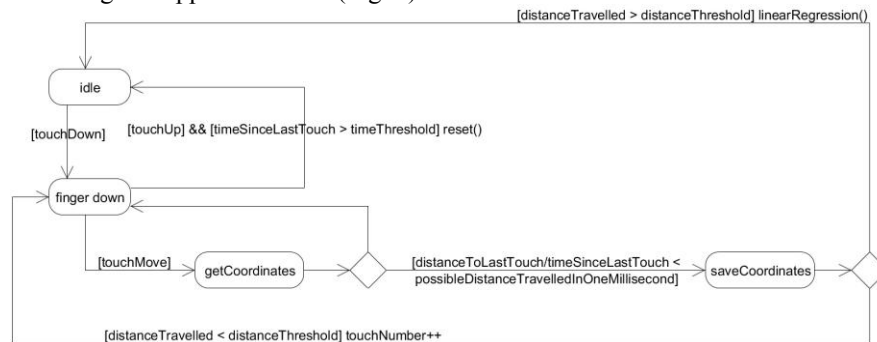 [distanceTravelled > distanceThreshold] linearRegression()
idle
[touchDown]
[touchUp] && [timeSinceLastTouch > timeThreshold] reset()
finger down
[touchMove]
getCoordinates
[distanceToLastTouch/timeSinceLastTouch <
possibleDistanceTravelledInOneMillisecond]
saveCoordinates
[distanceTravelled < distanceThreshold] touchNumber++